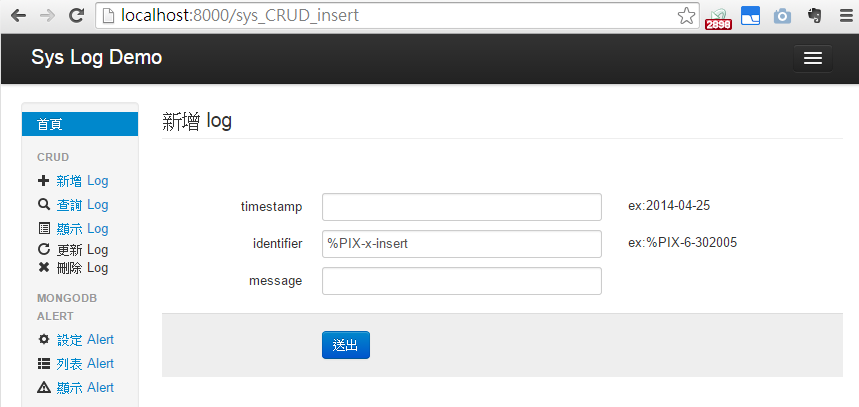 localhost:8000/sys_CRUD_insert
2898
Sys Log Demo
首頁
CRUD
新增 Log
查詢 Log
顯示 Log
更新 Log
刪除 Log
MONGODB
ALERT
設定 Alert
列表 Alert
顯示 Alert
新增 log
timestamp
ex:2014-04-25
identifier
%PIX-x-insert
ex:%PIX-6-302005
message
送出